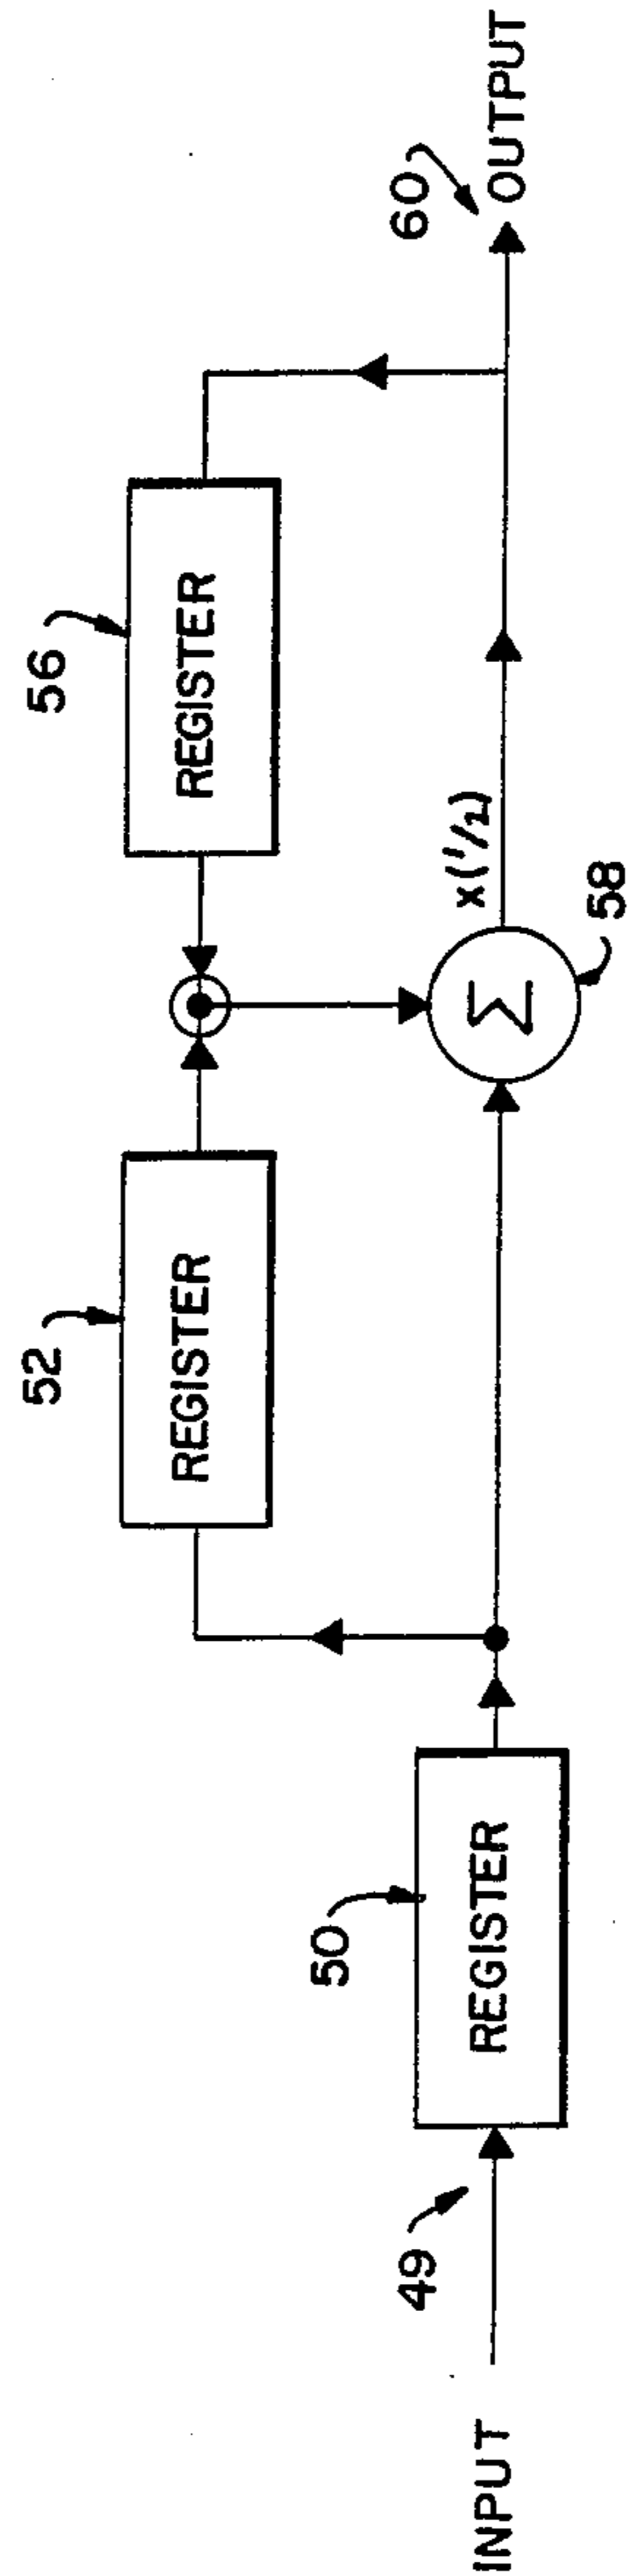 INPUT
49
50
REGISTER
52
REGISTER
56
REGISTER
Σ
58
x(1/2)
60
OUTPUT